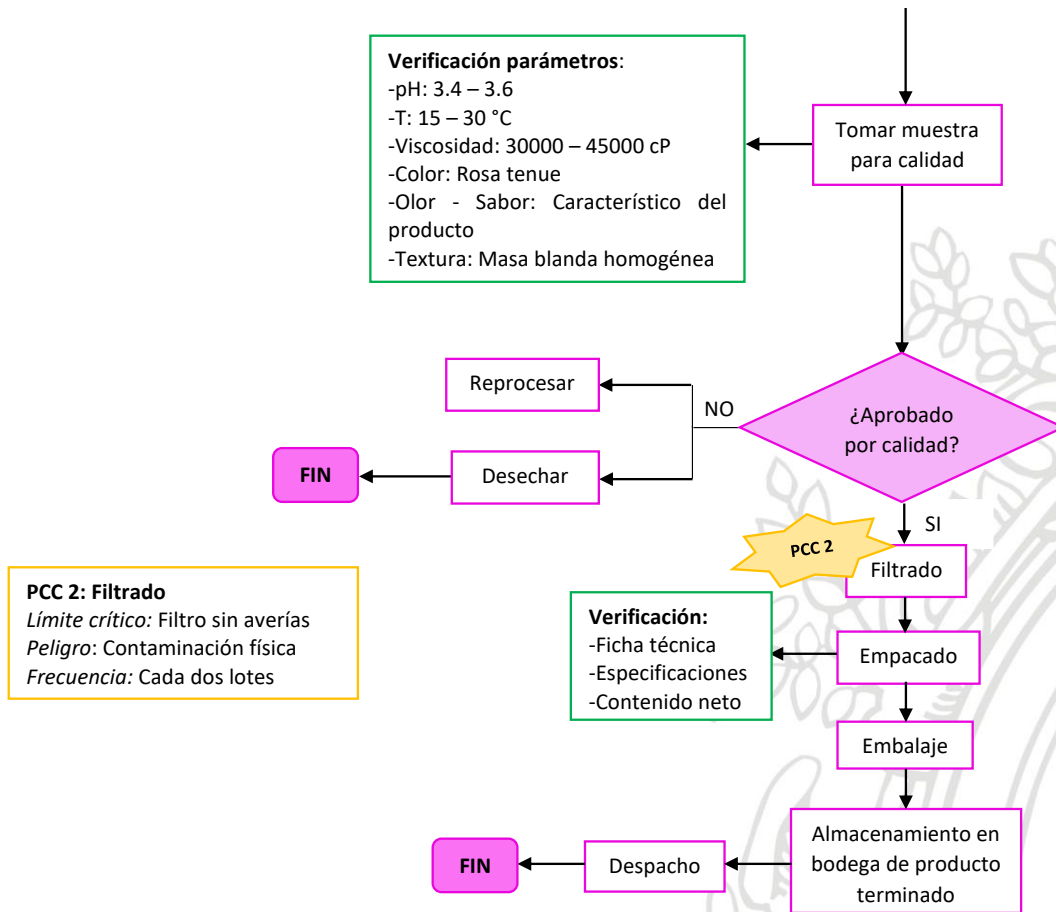 Verificación parámetros:
-pH: 3.4 – 3.6
-T: 15 – 30 °C
-Viscosidad: 30000 – 45000 cP
-Color: Rosa tenue
-Olor - Sabor: Característico del
producto
-Textura: Masa blanda homogénea
Tomar muestra
para calidad
¿Aprobado
por calidad?
NO
Reprocesar
Desechar
FIN
SI
PCC 2
Filtrado
PCC 2: Filtrado
Límite crítico: Filtro sin averías
Peligro: Contaminación física
Frecuencia: Cada dos lotes
Verificación:
-Ficha técnica
-Especificaciones
-Contenido neto
Empacado
Embalaje
Almacenamiento en
bodega de producto
terminado
Despacho
FIN